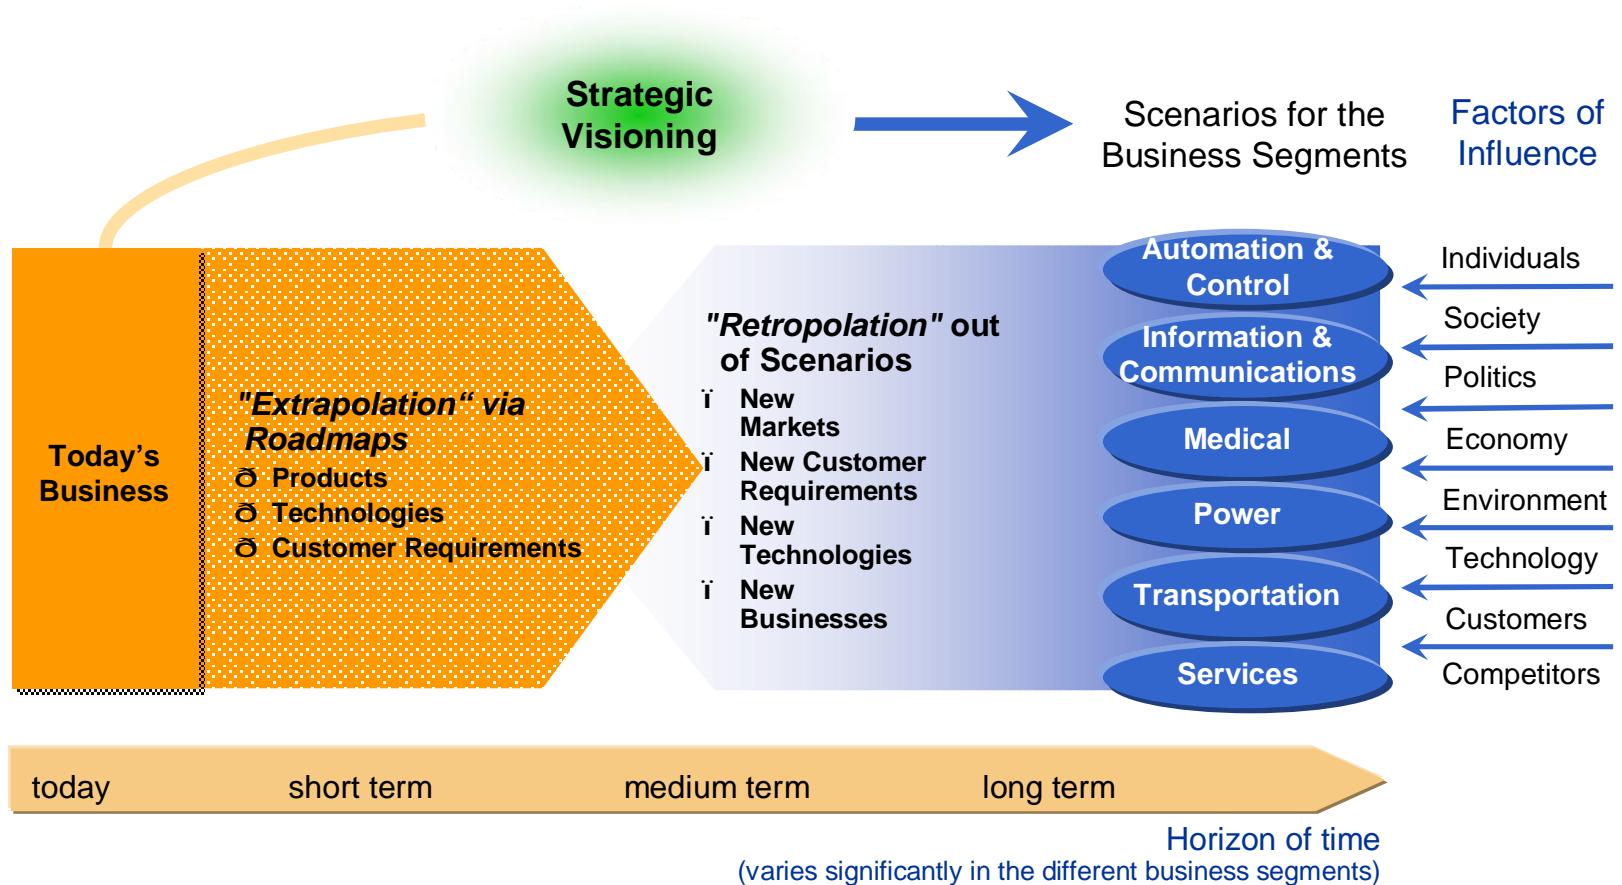 Strategic
Visioning
Scenarios for the
Business Segments
Factors of
Influence
Today’s
Business
"Extrapolation“ via
Roadmaps
ð Products
ð Technologies
ð Customer Requirements
"Retropolation" out
of Scenarios
ï New
Markets
ï New Customer
Requirements
ï New
Technologies
ï New
Businesses
Automation &
Control
Information &
Communications
Medical
Power
Transportation
Services
Individuals
Society
Politics
Economy
Environment
Technology
Customers
Competitors
today short term medium term long term
Horizon of time
(varies significantly in the different business segments)